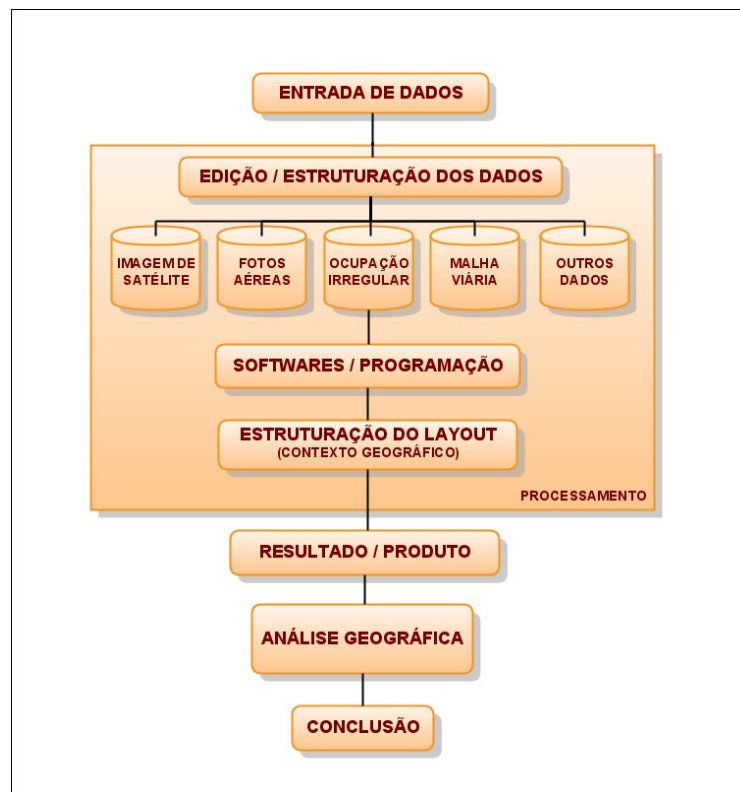 ENTRADA DE DADOS
EDIÇÃO / ESTRUTURAÇÃO DOS DADOS
IMAGEM DE
SATÉLITE
FOTOS
AÉREAS
OCUPAÇÃO
IRREGULAR
MALHA
VIÁRIA
OUTROS
DADOS
SOFTWARES / PROGRAMAÇÃO
ESTRUTURAÇÃO DO LAYOUT
(CONTEXTO GEOGRÁFICO)
PROCESSAMENTO
RESULTADO / PRODUTO
ANÁLISE GEOGRÁFICA
CONCLUSÃO